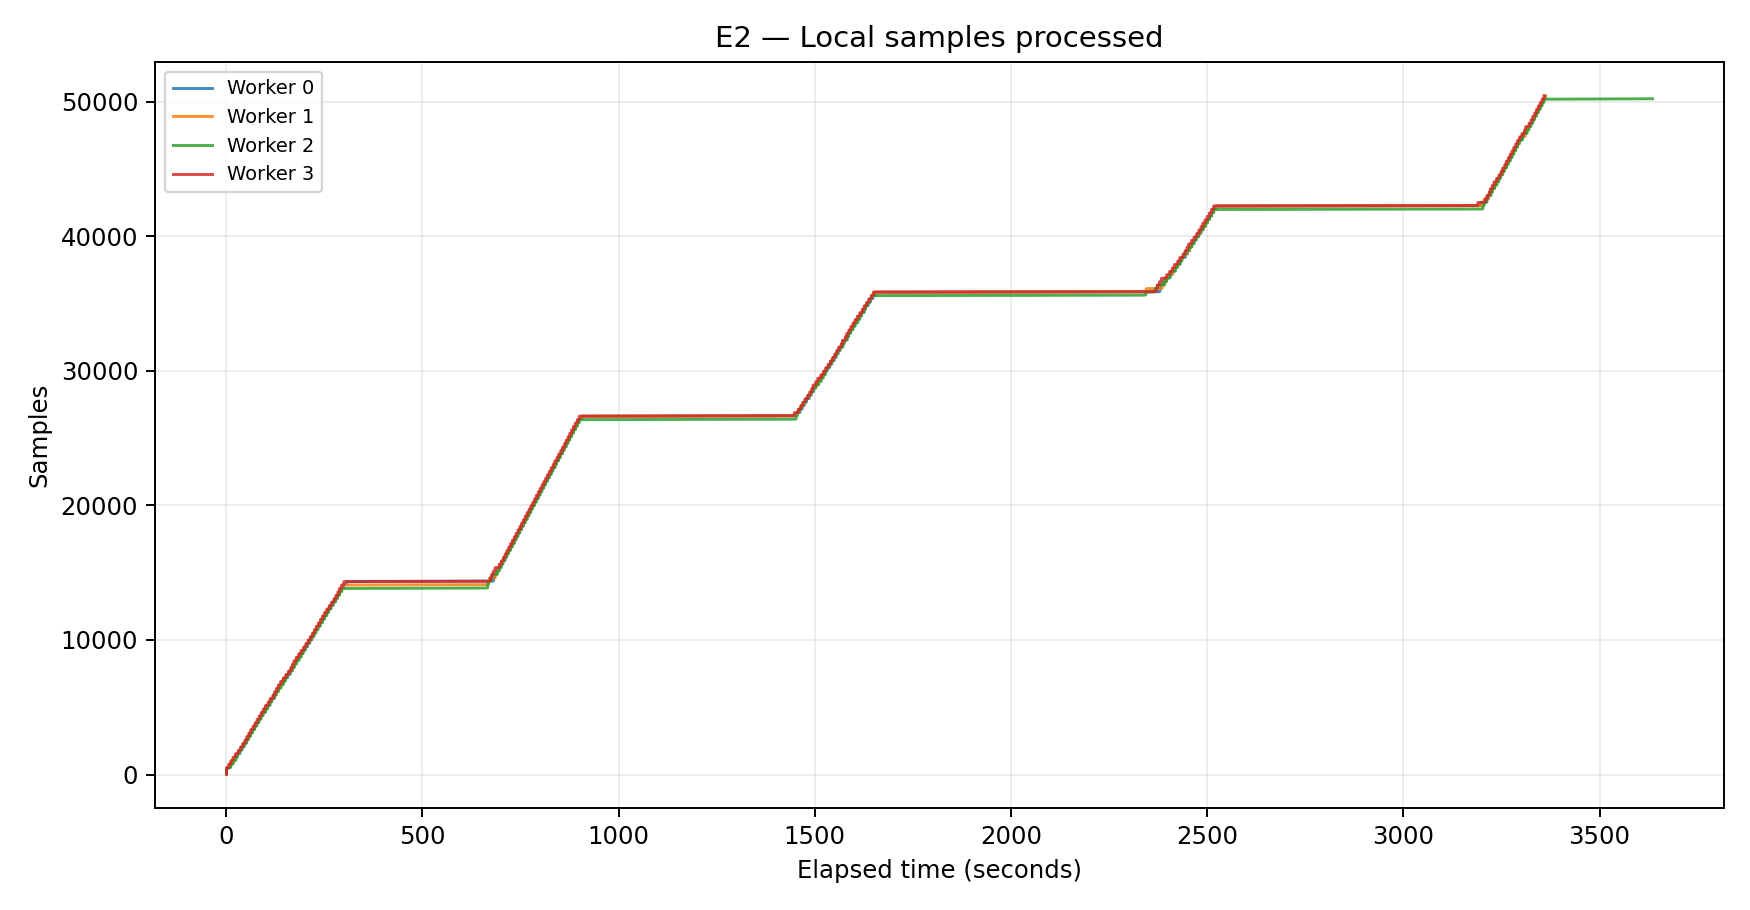 E2 — Local samples processed
Worker 0
Worker 1
Worker 2
Worker 3
50000
40000
30000
20000
10000
0
Samples
0 500 1000 1500 2000 2500 3000 3500
Elapsed time (seconds)